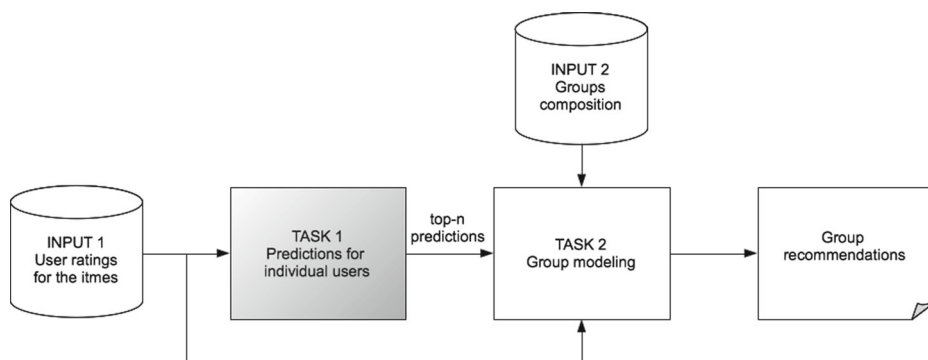 INPUT 2
Groups
composition
INPUT 1
User ratings
for the itmes
TASK 1
Predictions for
individual users
top-n
predictions
TASK 2
Group modeling
Group
recommendations